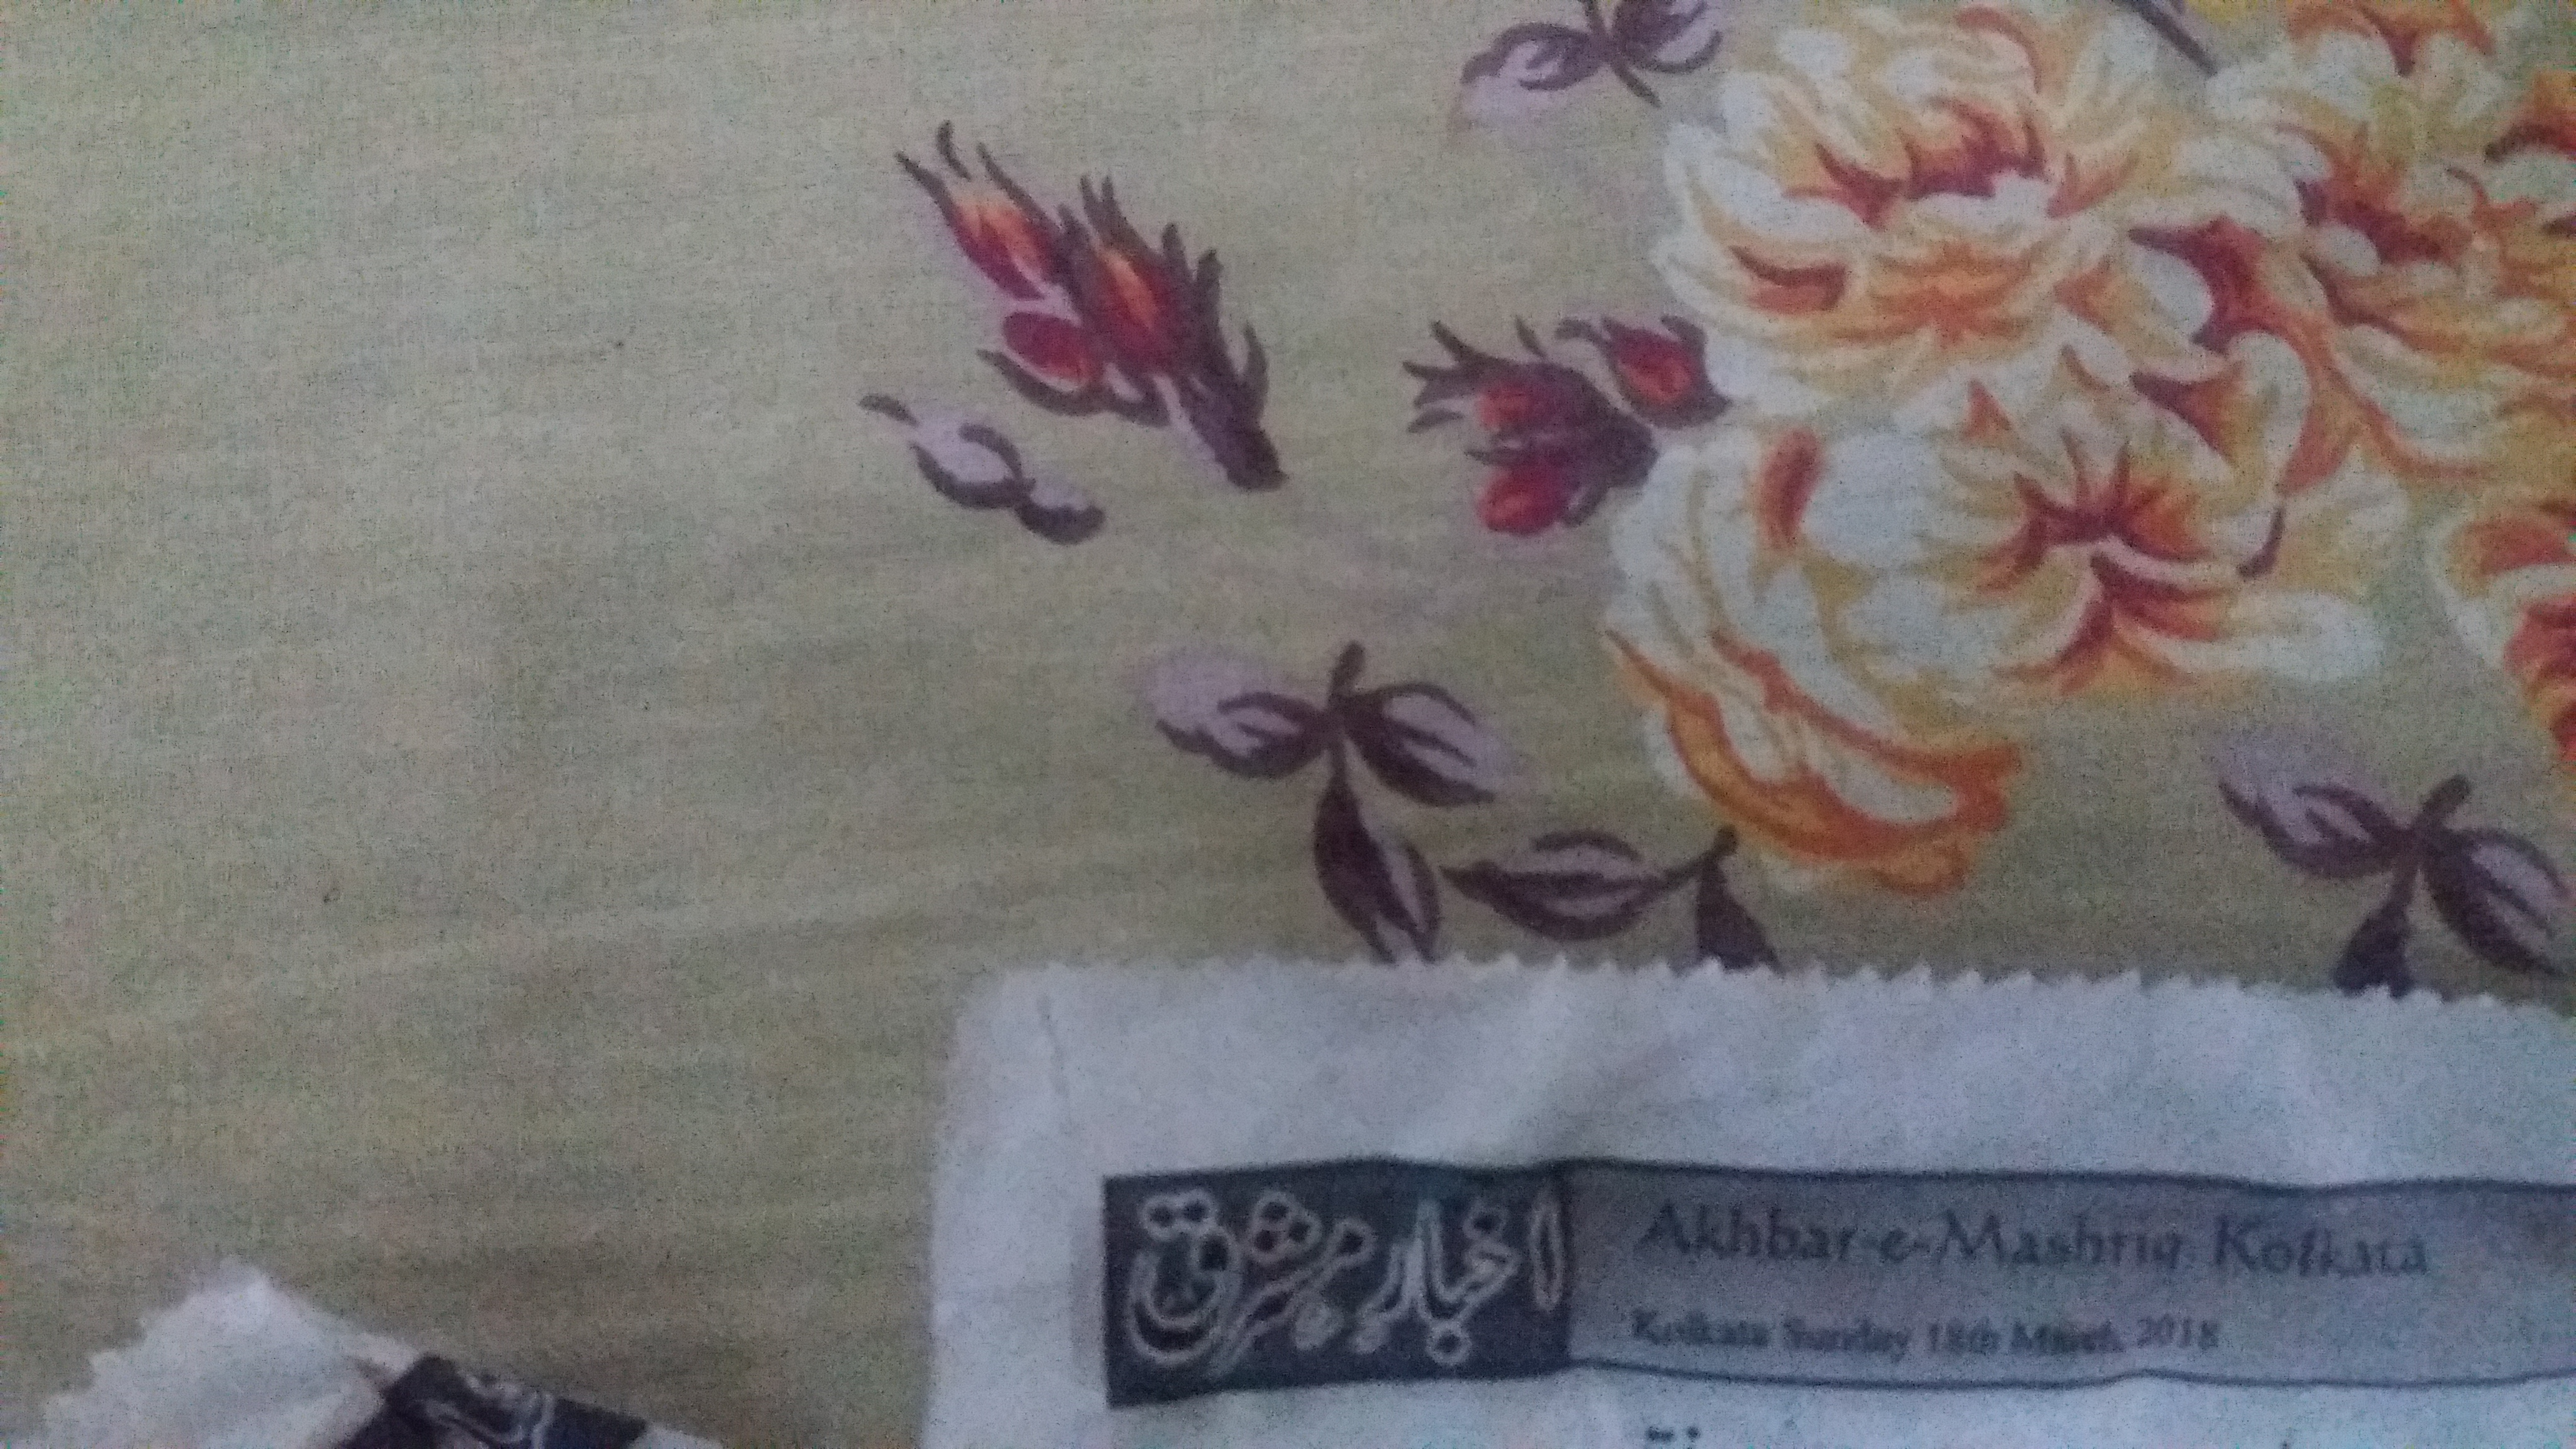 اخبار مشرق
Akhbar-e-Mashriq Kolkata
Kolkata Sunday 18th March 2018